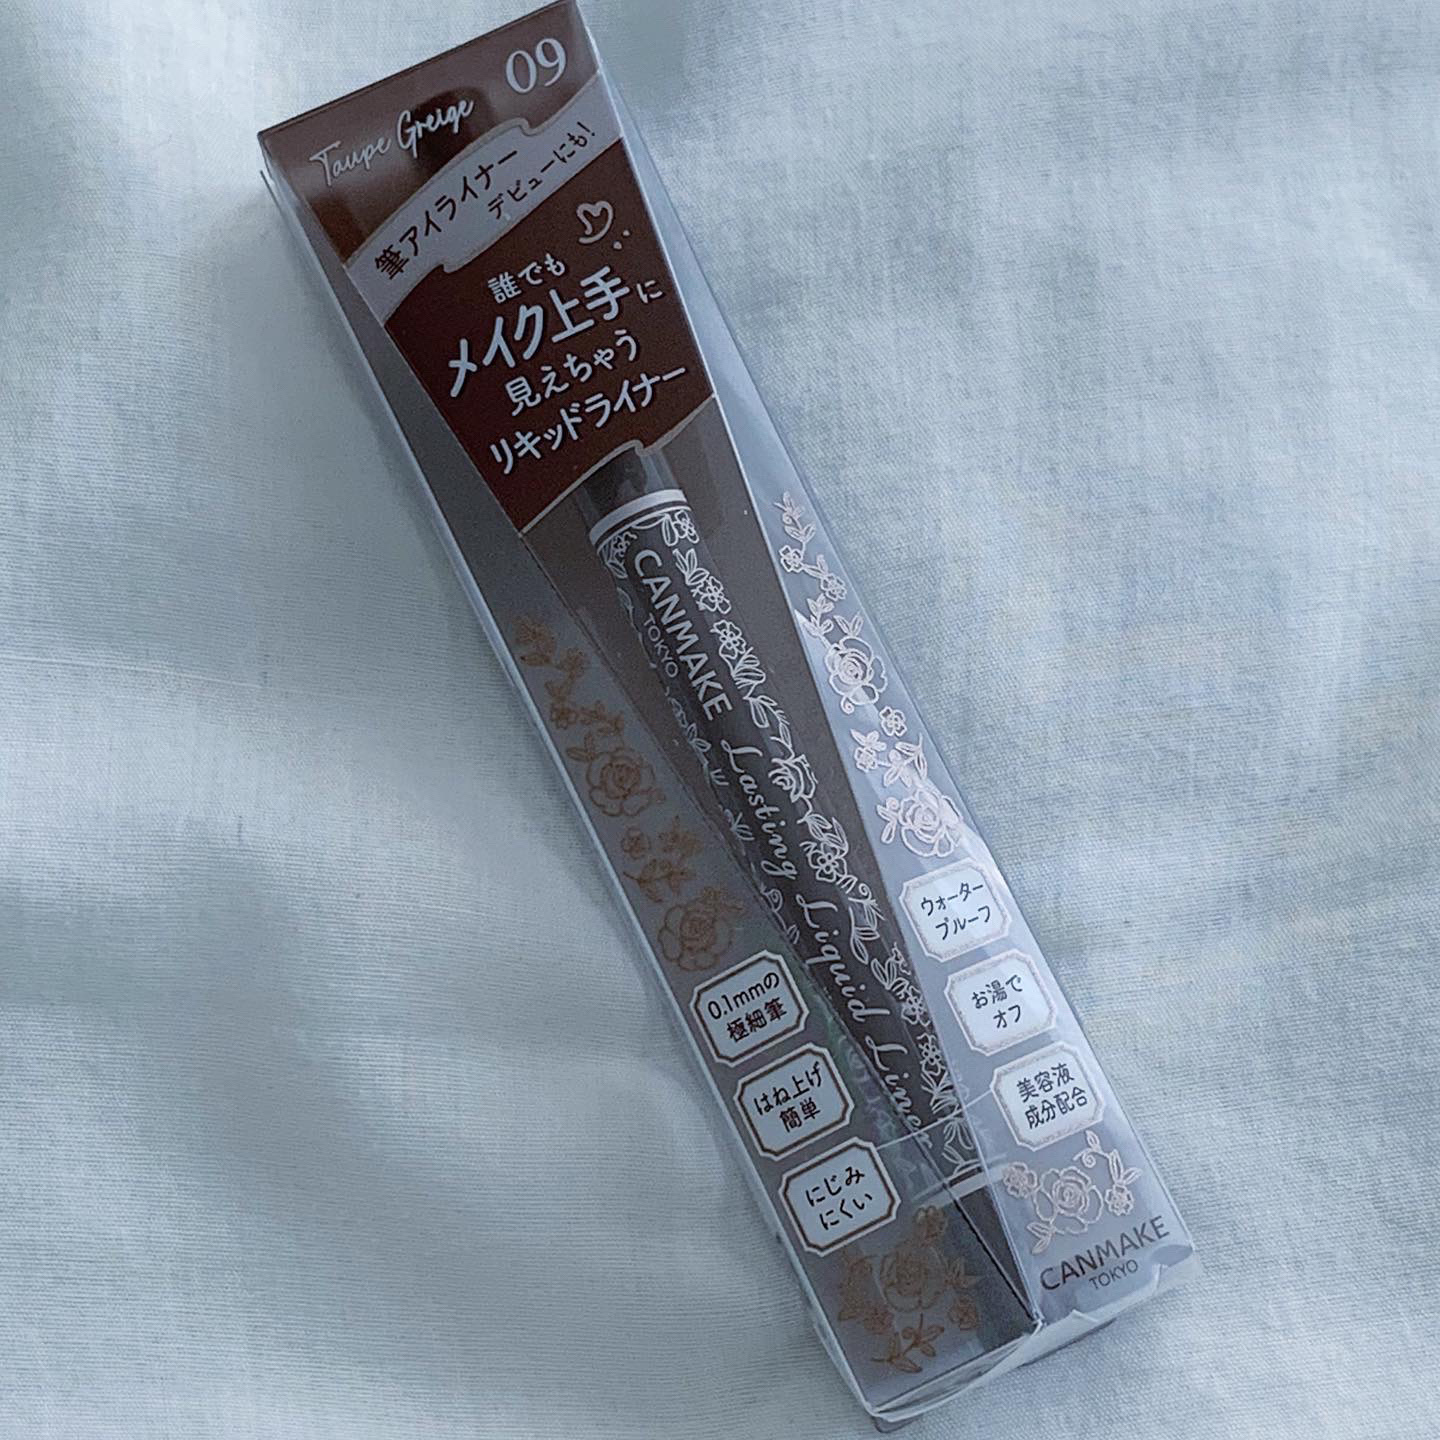 09
Taupe Greige
筆アイライナー
デビューにも!
誰でも
メイク上手に
見えちゃう
リキッドライナー
CANMAKE
TOKYO
Lasting Liquid Liner
0.1mmの
極細筆
はね上げ
簡単
にじみ
にくい
ウォーター
プルーフ
お湯で
オフ
美容液
成分配合
CANMAKE
TOKYO